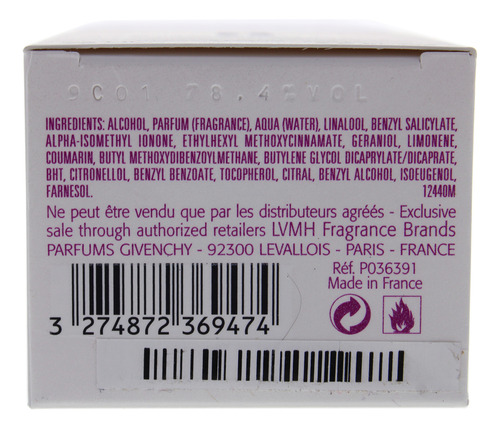 9C01 78.4%VOL
INGREDIENTS: ALCOHOL, PARFUM (FRAGRANCE), AQUA (WATER), LINALOOL, BENZYL SALICYLATE,
ALPHA-ISOMETHYL IONONE, ETHYLHEXYL METHOXYCINNAMATE, GERANIOL, LIMONENE,
COUMARIN, BUTYL METHOXYDIBENZOYLMETHANE, BUTYLENE GLYCOL DICAPRYLATE/DICAPRATE,
BHT, CITRONELLOL, BENZYL BENZOATE, TOCOPHEROL, CITRAL, BENZYL ALCOHOL, ISOEUGENOL,
FARNESOL. 12440M
Ne peut être vendu que par les distributeurs agréés - Exclusive
sale through authorized retailers LVMH Fragrance Brands
PARFUMS GIVENCHY - 92300 LEVALLOIS - PARIS - FRANCE
Réf. P036391
Made in France
3 274872 369474